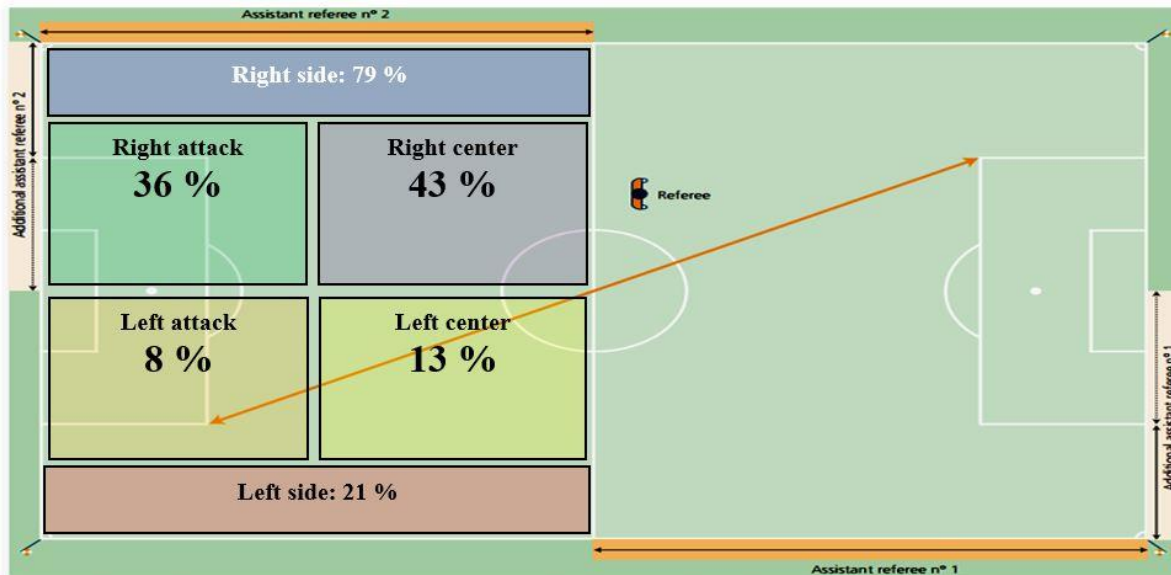 Assistant referee n° 2
Right side: 79 %
Additional assistant referee n° 2
Right attack
36 %
Right center
43 %
Referee
Left attack
8 %
Left center
13 %
Left side: 21 %
Additional assistant referee n° 1
Assistant referee n° 1